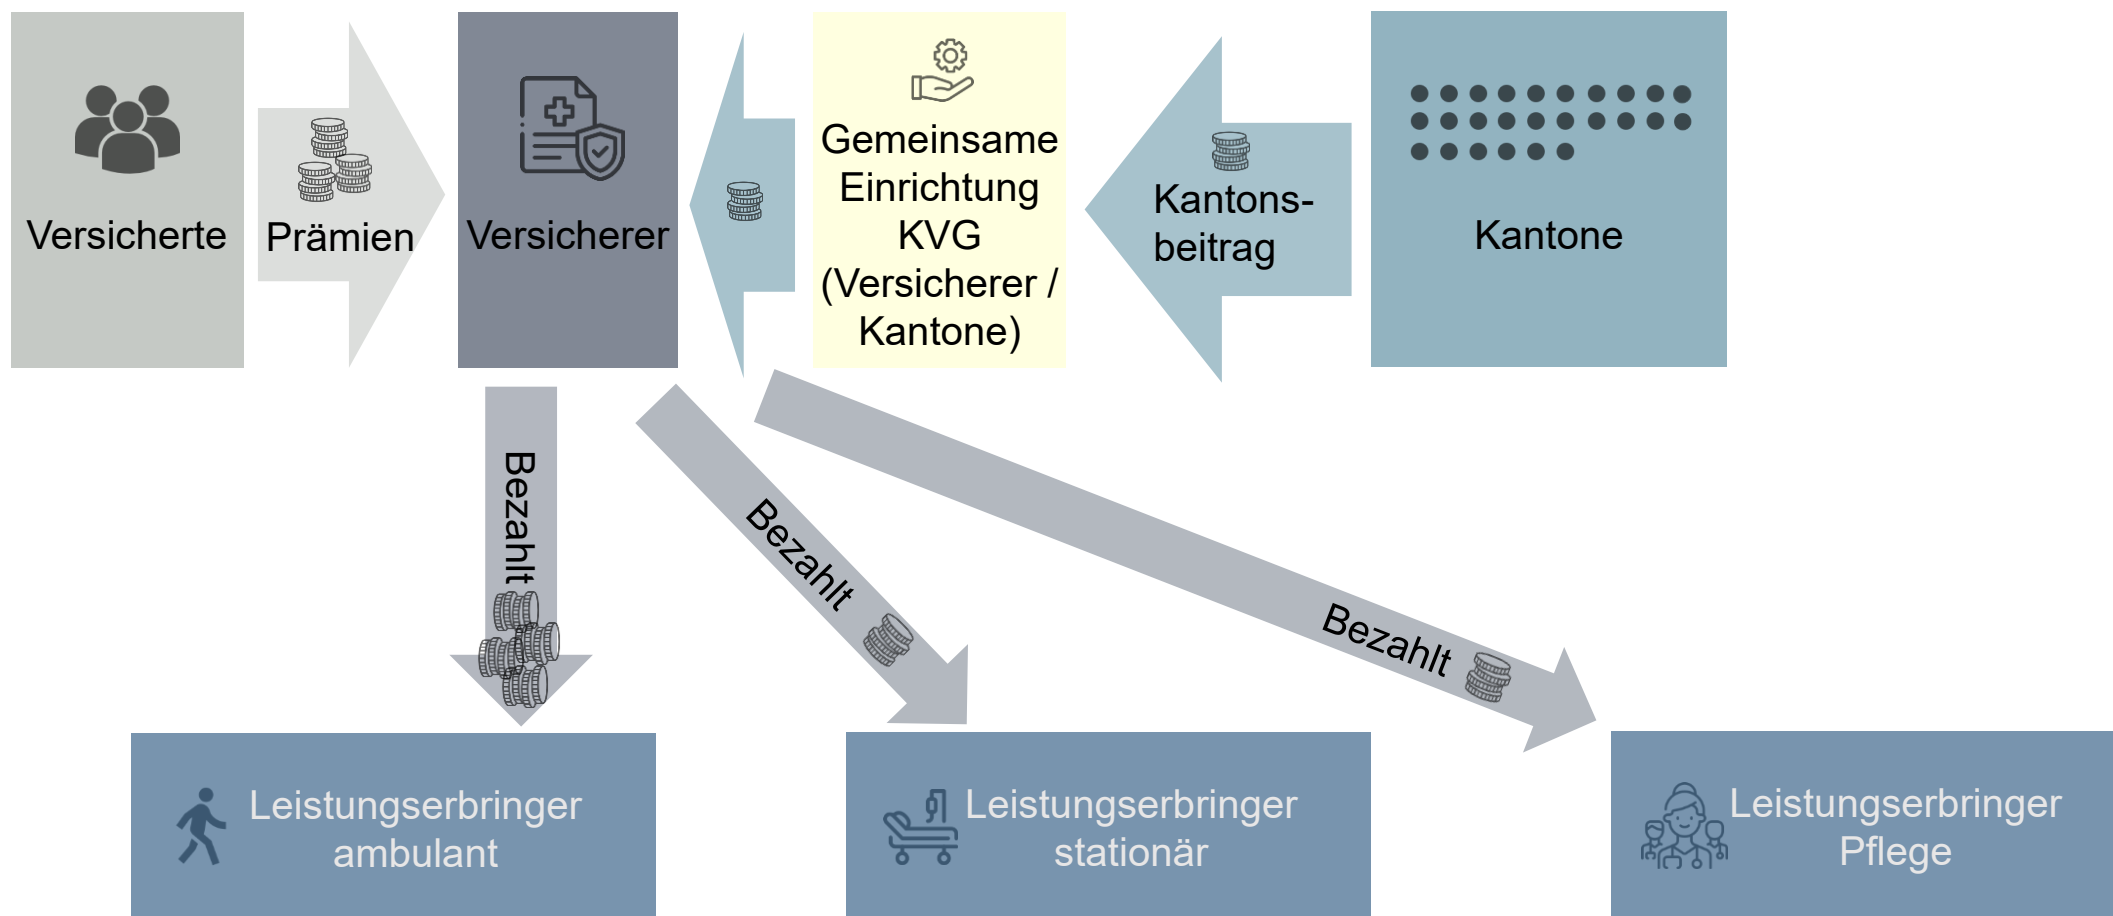 Versicherte
Prämien
Versicherer
Gemeinsame
Einrichtung
KVG
(Versicherer /
Kantone)
Kantons-
beitrag
Kantone
Bezahlt
Bezahlt
Bezahlt
Leistungserbringer
ambulant
Leistungserbringer
stationär
Leistungserbringer
Pflege